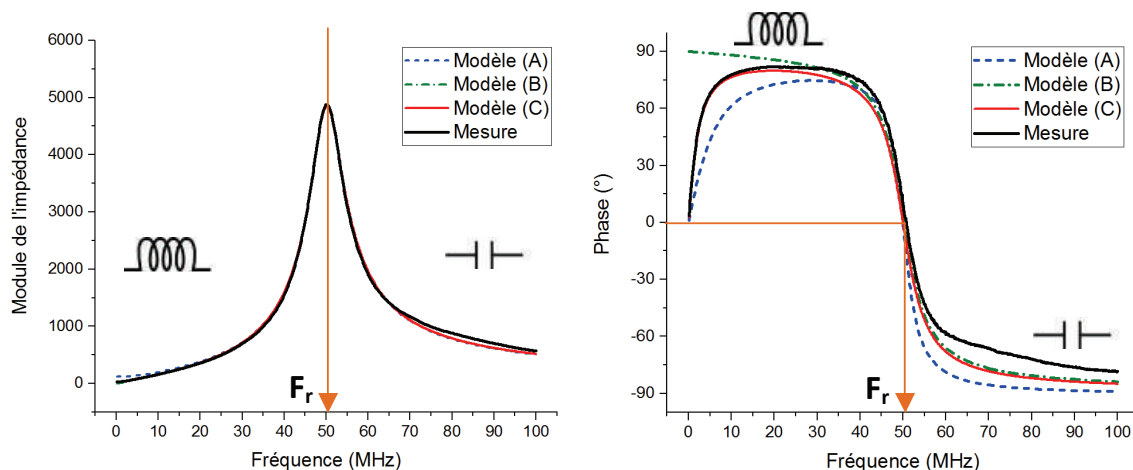 6000
5000
4000
3000
2000
1000
0
Module de l'impédance
Modèle (A)
Modèle (B)
Modèle (C)
Mesure
Fr
0 10 20 30 40 50 60 70 80 90 100
Fréquence (MHz)
90
60
30
0
-30
-60
-90
Phase (°)
Modèle (A)
Modèle (B)
Modèle (C)
Mesure
Fr
0 10 20 30 40 50 60 70 80 90 100
Fréquence (MHz)